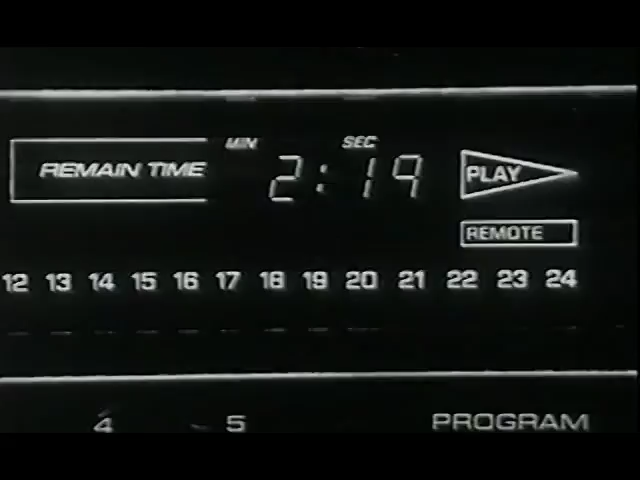 MIN SEC
REMAIN TIME 2:19 PLAY
REMOTE
12 13 14 15 16 17 18 19 20 21 22 23 24
4 5 PROGRAM